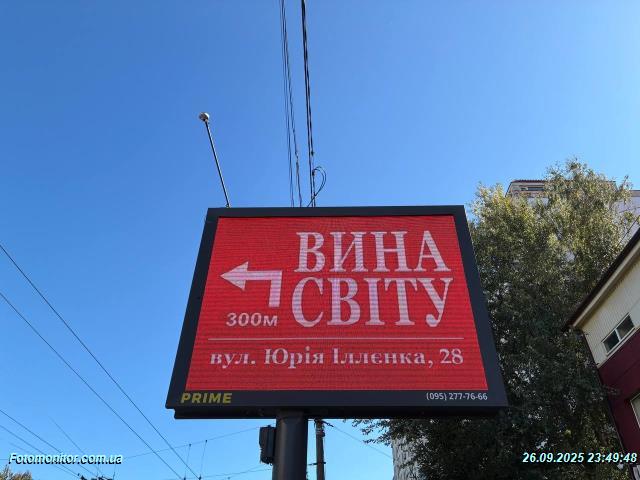 ВИНА
СВІТУ
300м
вул. Юрія Іллєнка, 28
PRIME
(095) 277-76-66
Fotomonitor.com.ua
26.09.2025 23:49:48